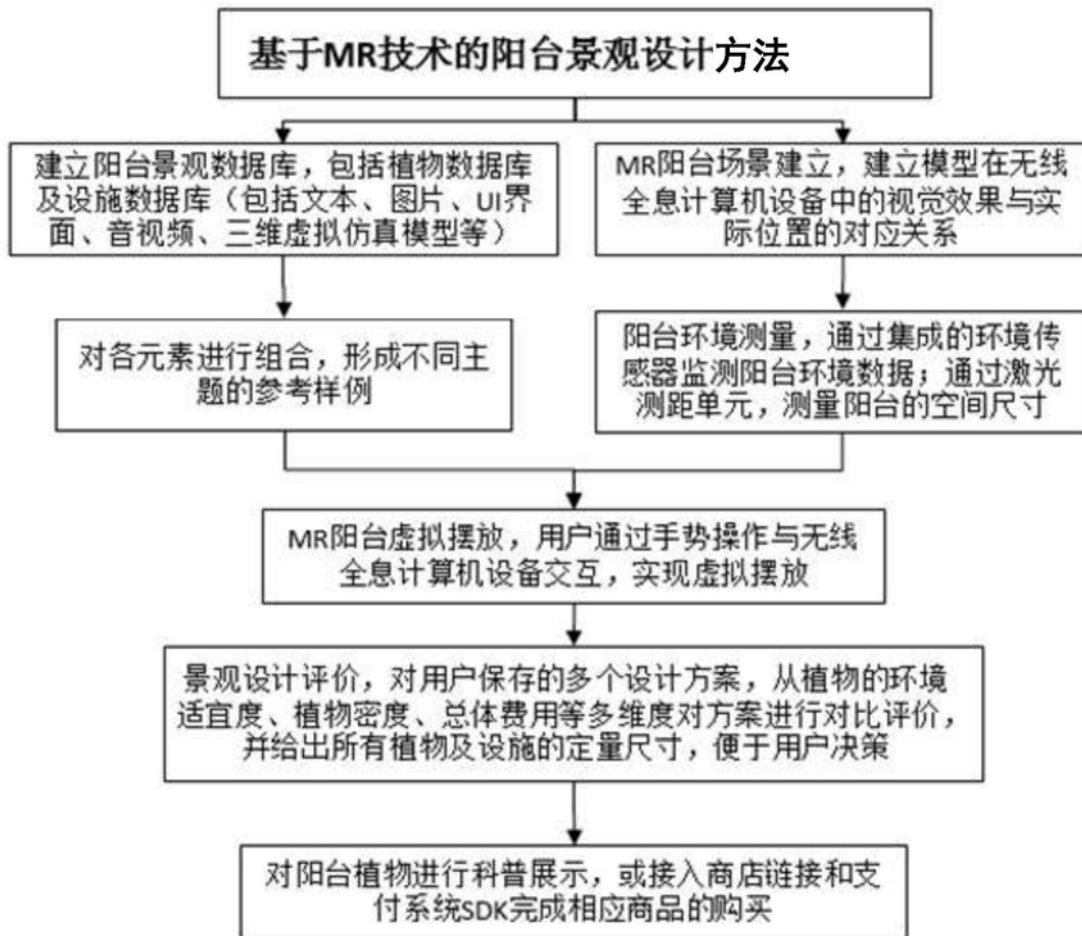 基于MR技术的阳台景观设计方法
建立阳台景观数据库，包括植物数据库
及设施数据库（包括文本、图片、UI界
面、音视频、三维虚拟仿真模型等）
MR阳台场景建立，建立模型在无线
全息计算机设备中的视觉效果与实
际位置的对应关系
对各元素进行组合，形成不同主
题的参考样例
阳台环境测量，通过集成的环境传
感器监测阳台环境数据；通过激光
测距单元，测量阳台的空间尺寸
MR阳台虚拟摆放，用户通过手势操作与无线
全息计算机设备交互，实现虚拟摆放
景观设计评价，对用户保存的多个设计方案，从植物的环境
适宜度、植物密度、总体费用等多维度对方案进行对比评价，
并给出所有植物及设施的定量尺寸，便于用户决策
对阳台植物进行科普展示，或接入商店链接和支
付系统SDK完成相应商品的购买